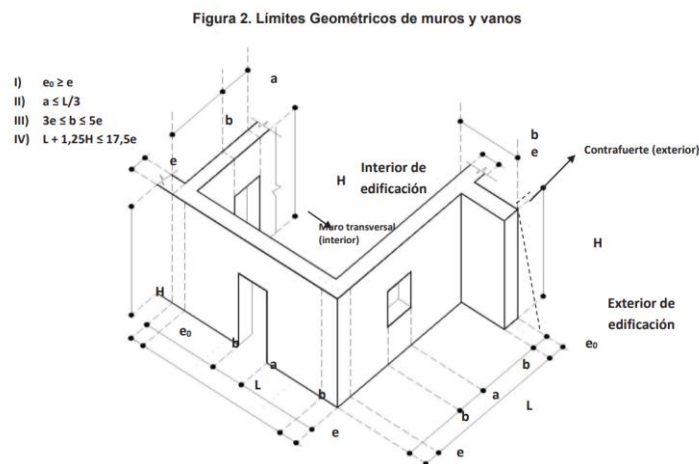 Figura 2. Límites Geométricos de muros y vanos
I) e₀ ≥ e
II) a ≤ L/3
III) 3e ≤ b ≤ 5e
IV) L + 1,25H ≤ 17,5e
a
b
e
H
Interior de
edificación
Muro transversal
(interior)
b
e
Contrafuerte (exterior)
H
Exterior de
edificación
H
e₀
b
a
L
b
e
e₀
b
a
L
b
e